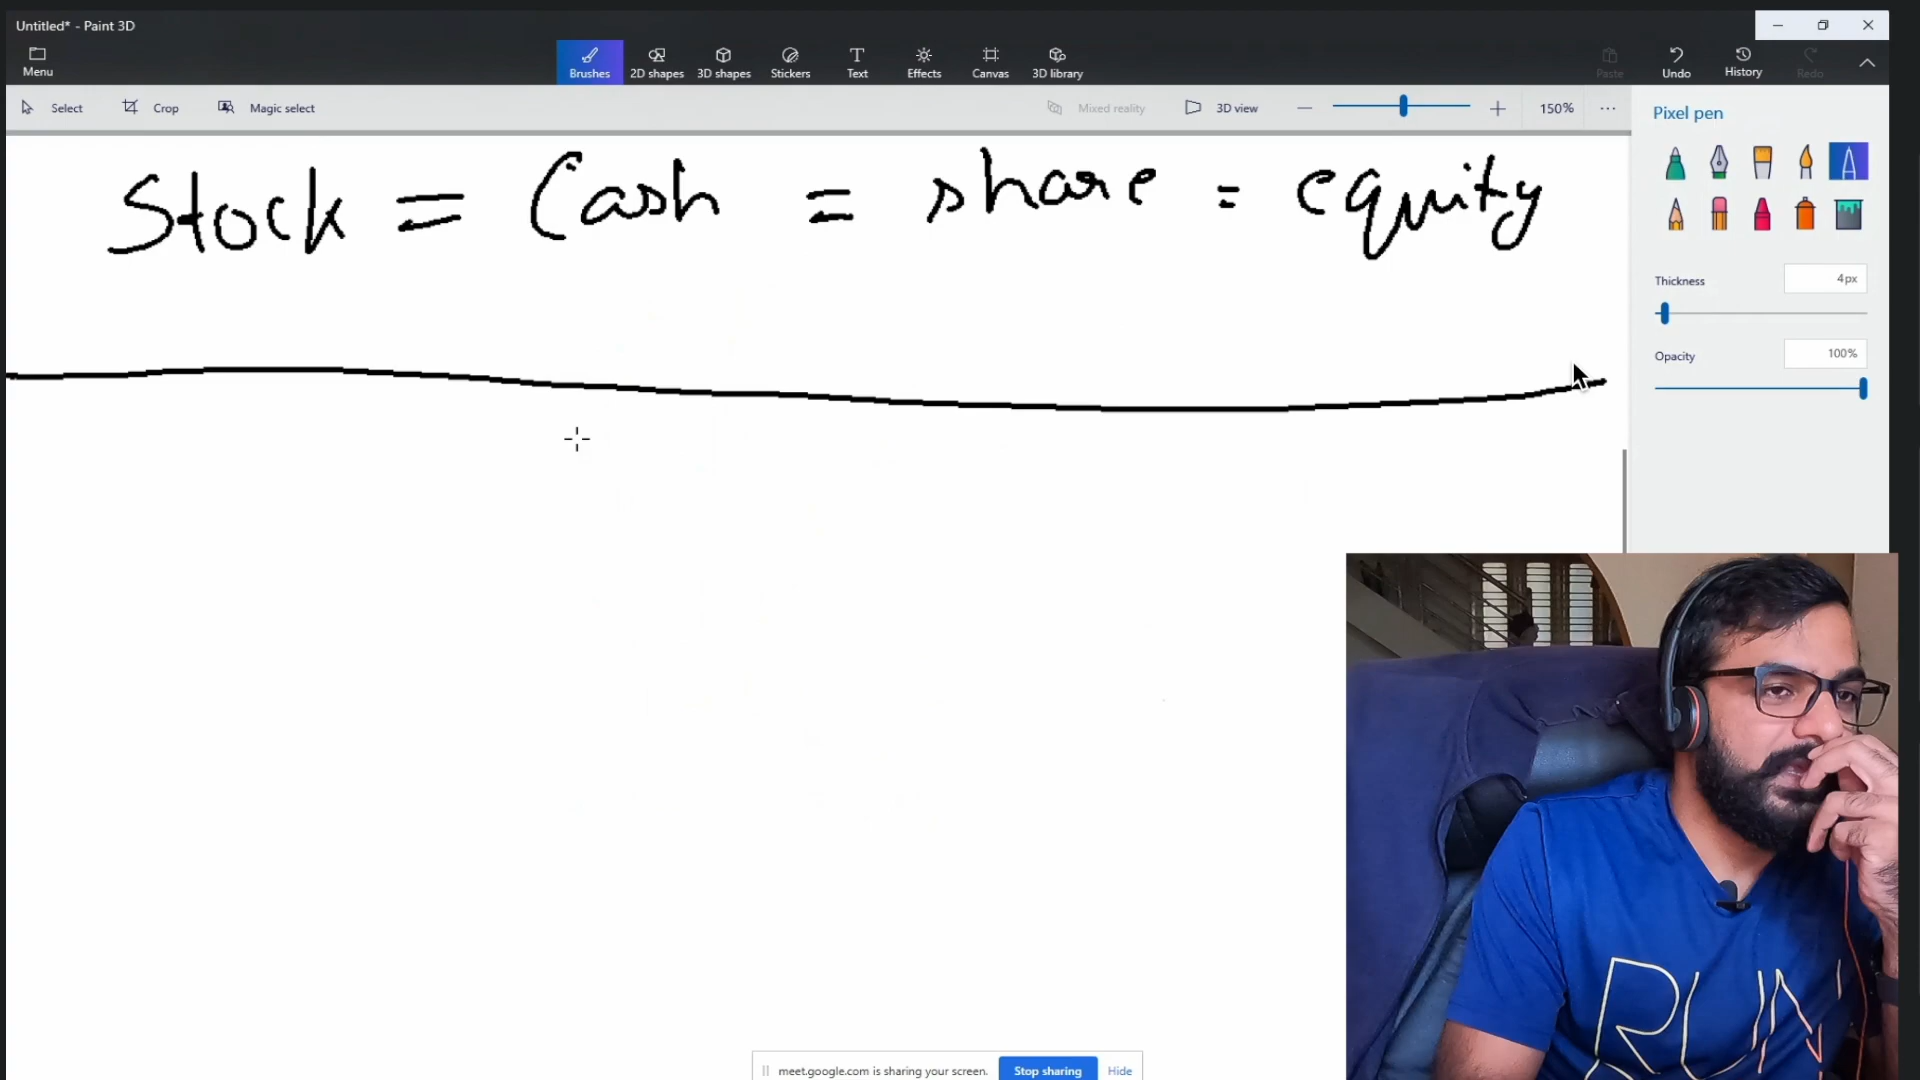 Untitled* - Paint 3D
Menu
Brushes
2D shapes
3D shapes
Stickers
Text
Effects
Canvas
3D library
Paste
Undo
History
Redo
Select
Crop
Magic select
Mixed reality
3D view
150%
Pixel pen
Stock = Cash = share = equity
Thickness
4px
Opacity
100%
RUN
meet.google.com is sharing your screen.
Stop sharing
Hide